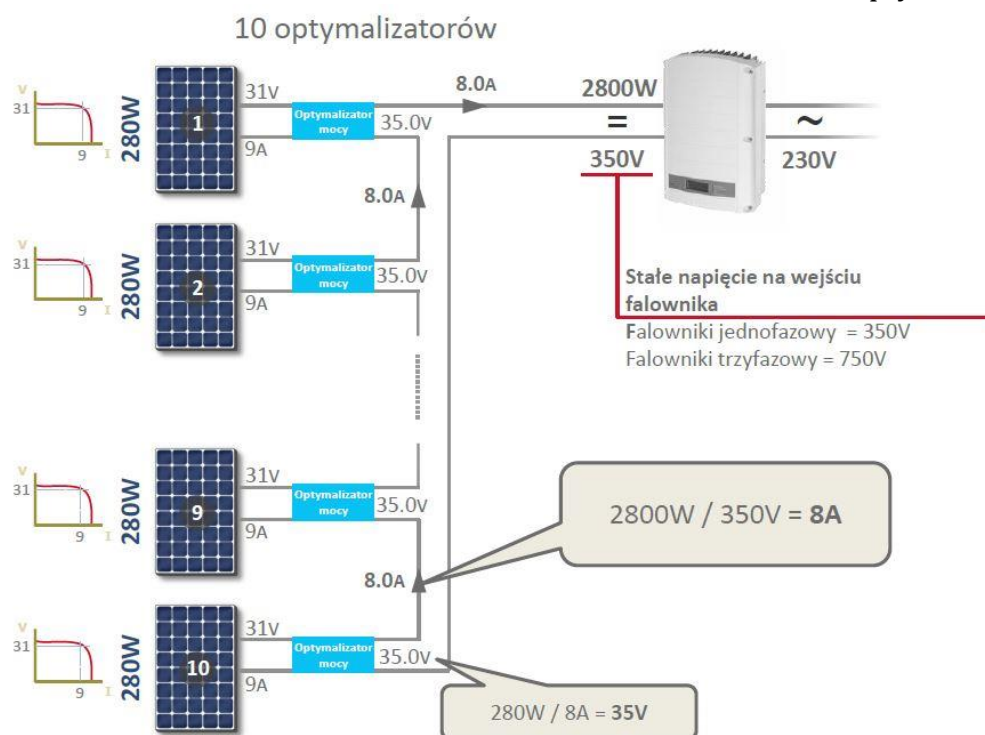 10 optymalizatorów
V
31
9
I
280W
1
31V
9A
Optymalizator
mocy
35.0V
8.0A
2800W
=
350V
~
230V
8.0A
V
31
9
I
280W
2
31V
9A
Optymalizator
mocy
35.0V
Stałe napięcie na wejściu
falownika
Falowniki jednofazowy = 350V
Falowniki trzyfazowy = 750V
V
31
9
I
280W
9
31V
9A
Optymalizator
mocy
35.0V
2800W / 350V = 8A
8.0A
V
31
9
I
280W
10
31V
9A
Optymalizator
mocy
35.0V
280W / 8A = 35V